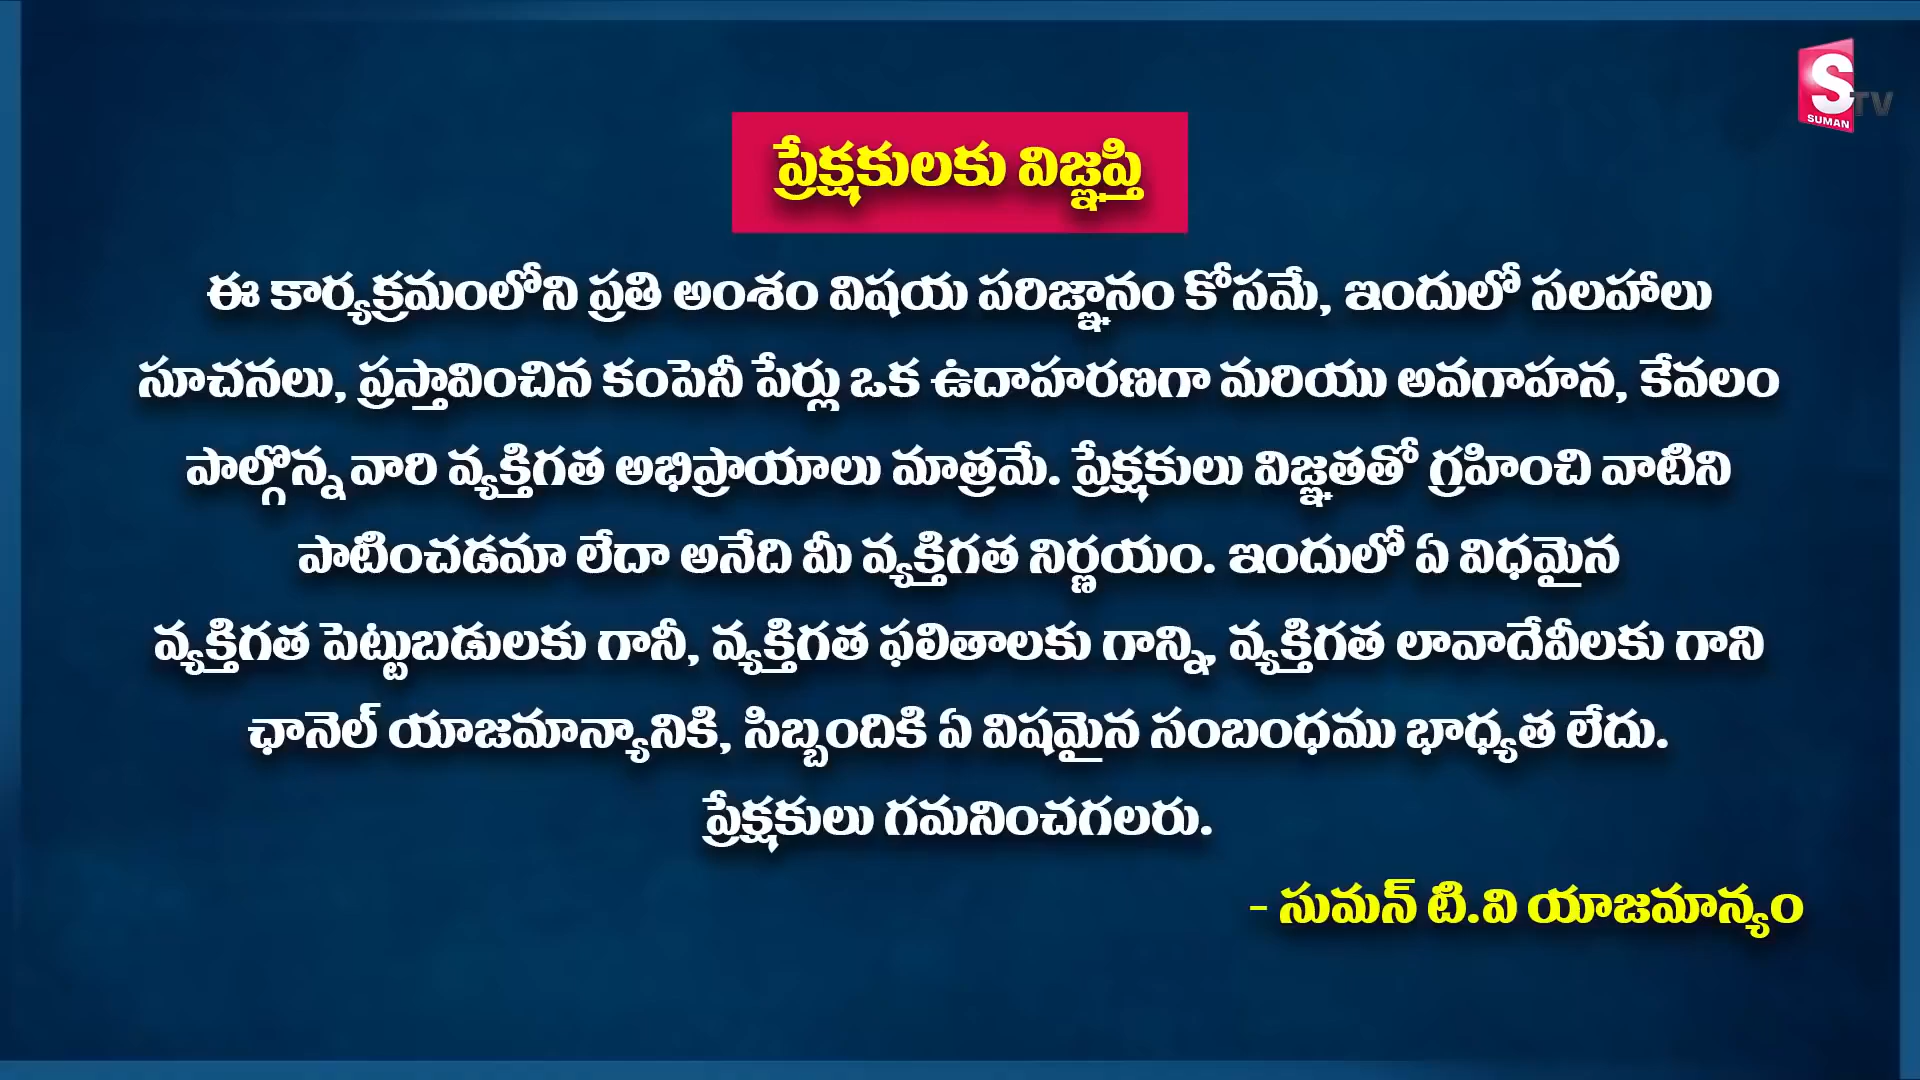 S
TV
SUMAN
ప్రేక్షకులకు విజ్ఞప్తి
ఈ కార్యక్రమంలోని ప్రతి అంశం విషయ పరిజ్ఞానం కోసమే, ఇందులో సలహాలు
సూచనలు, ప్రస్తావించిన కంపెనీ పేర్లు ఒక ఉదాహరణగా మరియు అవగాహన, కేవలం
పాల్గొన్న వారి వ్యక్తిగత అభిప్రాయాలు మాత్రమే. ప్రేక్షకులు విజ్ఞతతో గ్రహించి వాటిని
పాటించడమా లేదా అనేది మీ వ్యక్తిగత నిర్ణయం. ఇందులో ఏ విధమైన
వ్యక్తిగత పెట్టుబడులకు గానీ, వ్యక్తిగత ఫలితాలకు గాన్ని, వ్యక్తిగత లావాదేవీలకు గాని
ఛానెల్ యాజమాన్యానికి, సిబ్బందికి ఏ విషమైన సంబంధము భాధ్యత లేదు.
ప్రేక్షకులు గమనించగలరు.
- సుమన్ టి.వి యాజమాన్యం